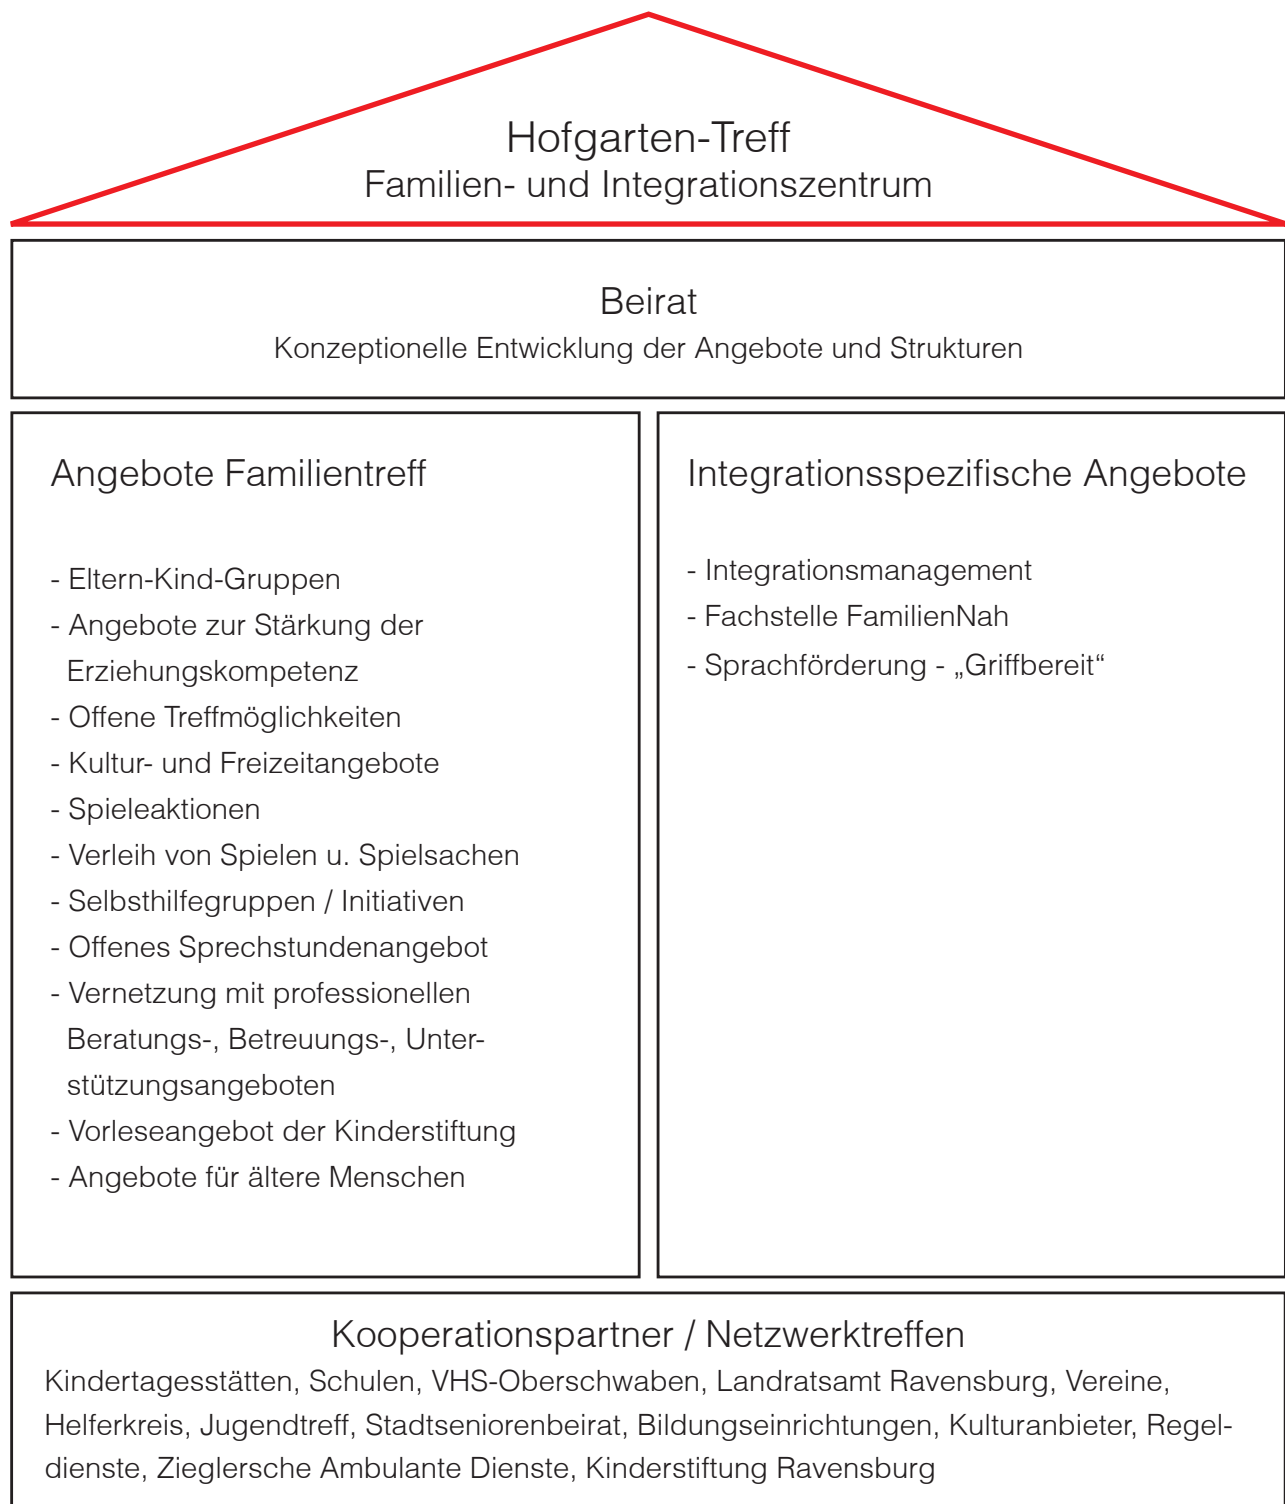 Hofgarten-Treff
Familien- und Integrationszentrum
Beirat
Konzeptionelle Entwicklung der Angebote und Strukturen
Angebote Familientreff
- Eltern-Kind-Gruppen
- Angebote zur Stärkung der
Erziehungskompetenz
- Offene Treffmöglichkeiten
- Kultur- und Freizeitangebote
- Spieleaktionen
- Verleih von Spielen u. Spielsachen
- Selbsthilfegruppen / Initiativen
- Offenes Sprechstundenangebot
- Vernetzung mit professionellen
Beratungs-, Betreuungs-, Unter-
stützungsangeboten
- Vorleseangebot der Kinderstiftung
- Angebote für ältere Menschen
Integrationsspezifische Angebote
- Integrationsmanagement
- Fachstelle FamilienNah
- Sprachförderung - „Griffbereit“
Kooperationspartner / Netzwerktreffen
Kindertagesstätten, Schulen, VHS-Oberschwaben, Landratsamt Ravensburg, Vereine,
Helferkreis, Jugendtreff, Stadtseniorenbeirat, Bildungseinrichtungen, Kulturanbieter, Regel-
dienste, Zieglersche Ambulante Dienste, Kinderstiftung Ravensburg